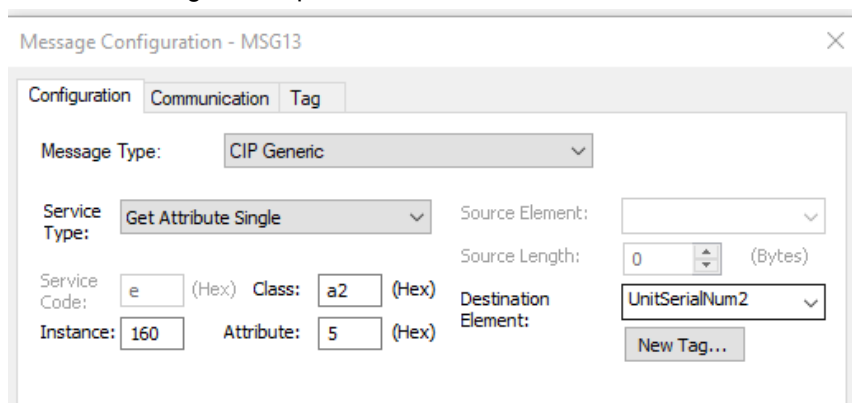 Message Configuration - MSG13
Configuration Communication Tag
Message Type: CIP Generic
Service Type: Get Attribute Single
Source Element:
Source Length: 0 (Bytes)
Service Code: e (Hex) Class: a2 (Hex)
Destination Element: UnitSerialNum2
Instance: 160 Attribute: 5 (Hex)
New Tag...